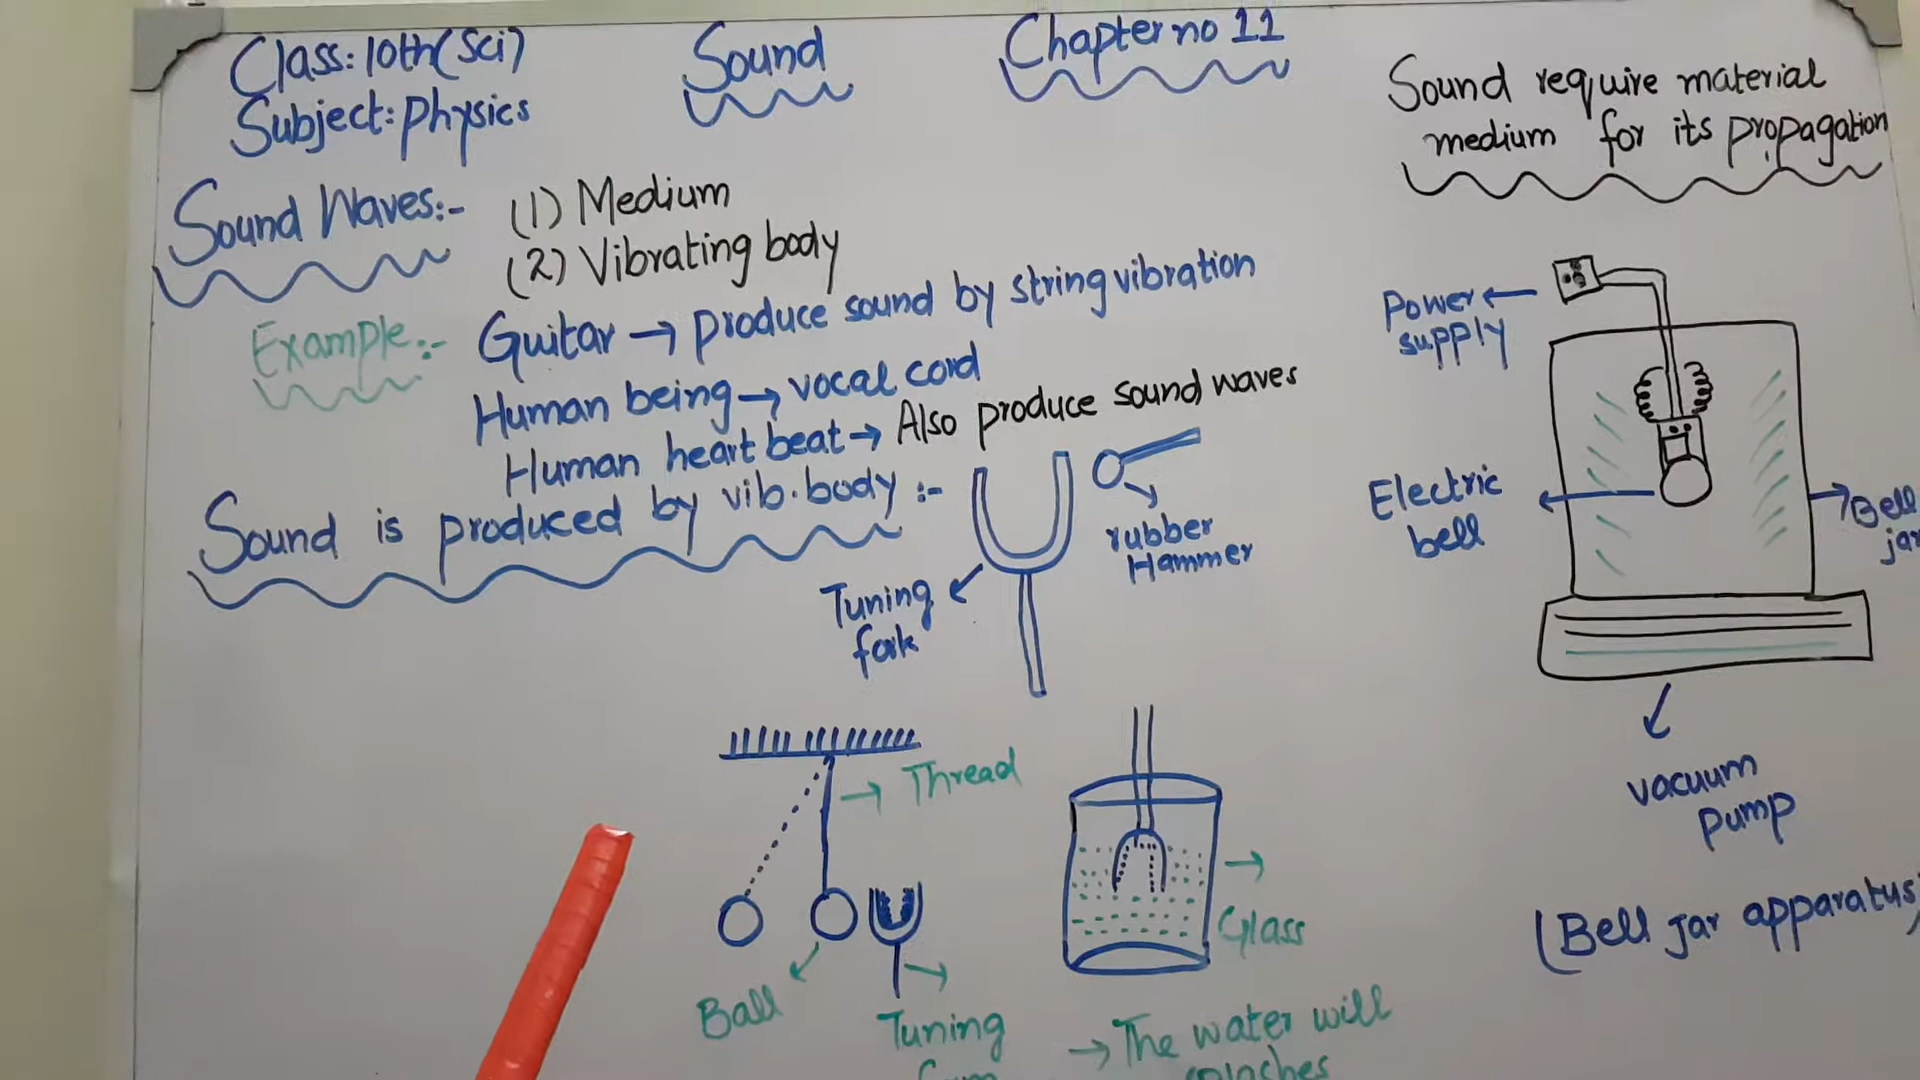 Class: 10th (Sci)
Subject: Physics
Sound
Chapter no 11
Sound Waves:-
(1) Medium
(2) Vibrating body
Example:-
Guitar → produce sound by string vibration
Human being → vocal cord
Human heart beat → Also produce sound waves
Sound is produced by vib. body :-
rubber
Hammer
Tuning
fork
Thread
Ball
Tuning
Glass
→ The water will
splashes
Sound require material
medium for its propagation
Power
supply
Electric
bell
Bell
jar
vacuum
pump
(Bell jar apparatus)